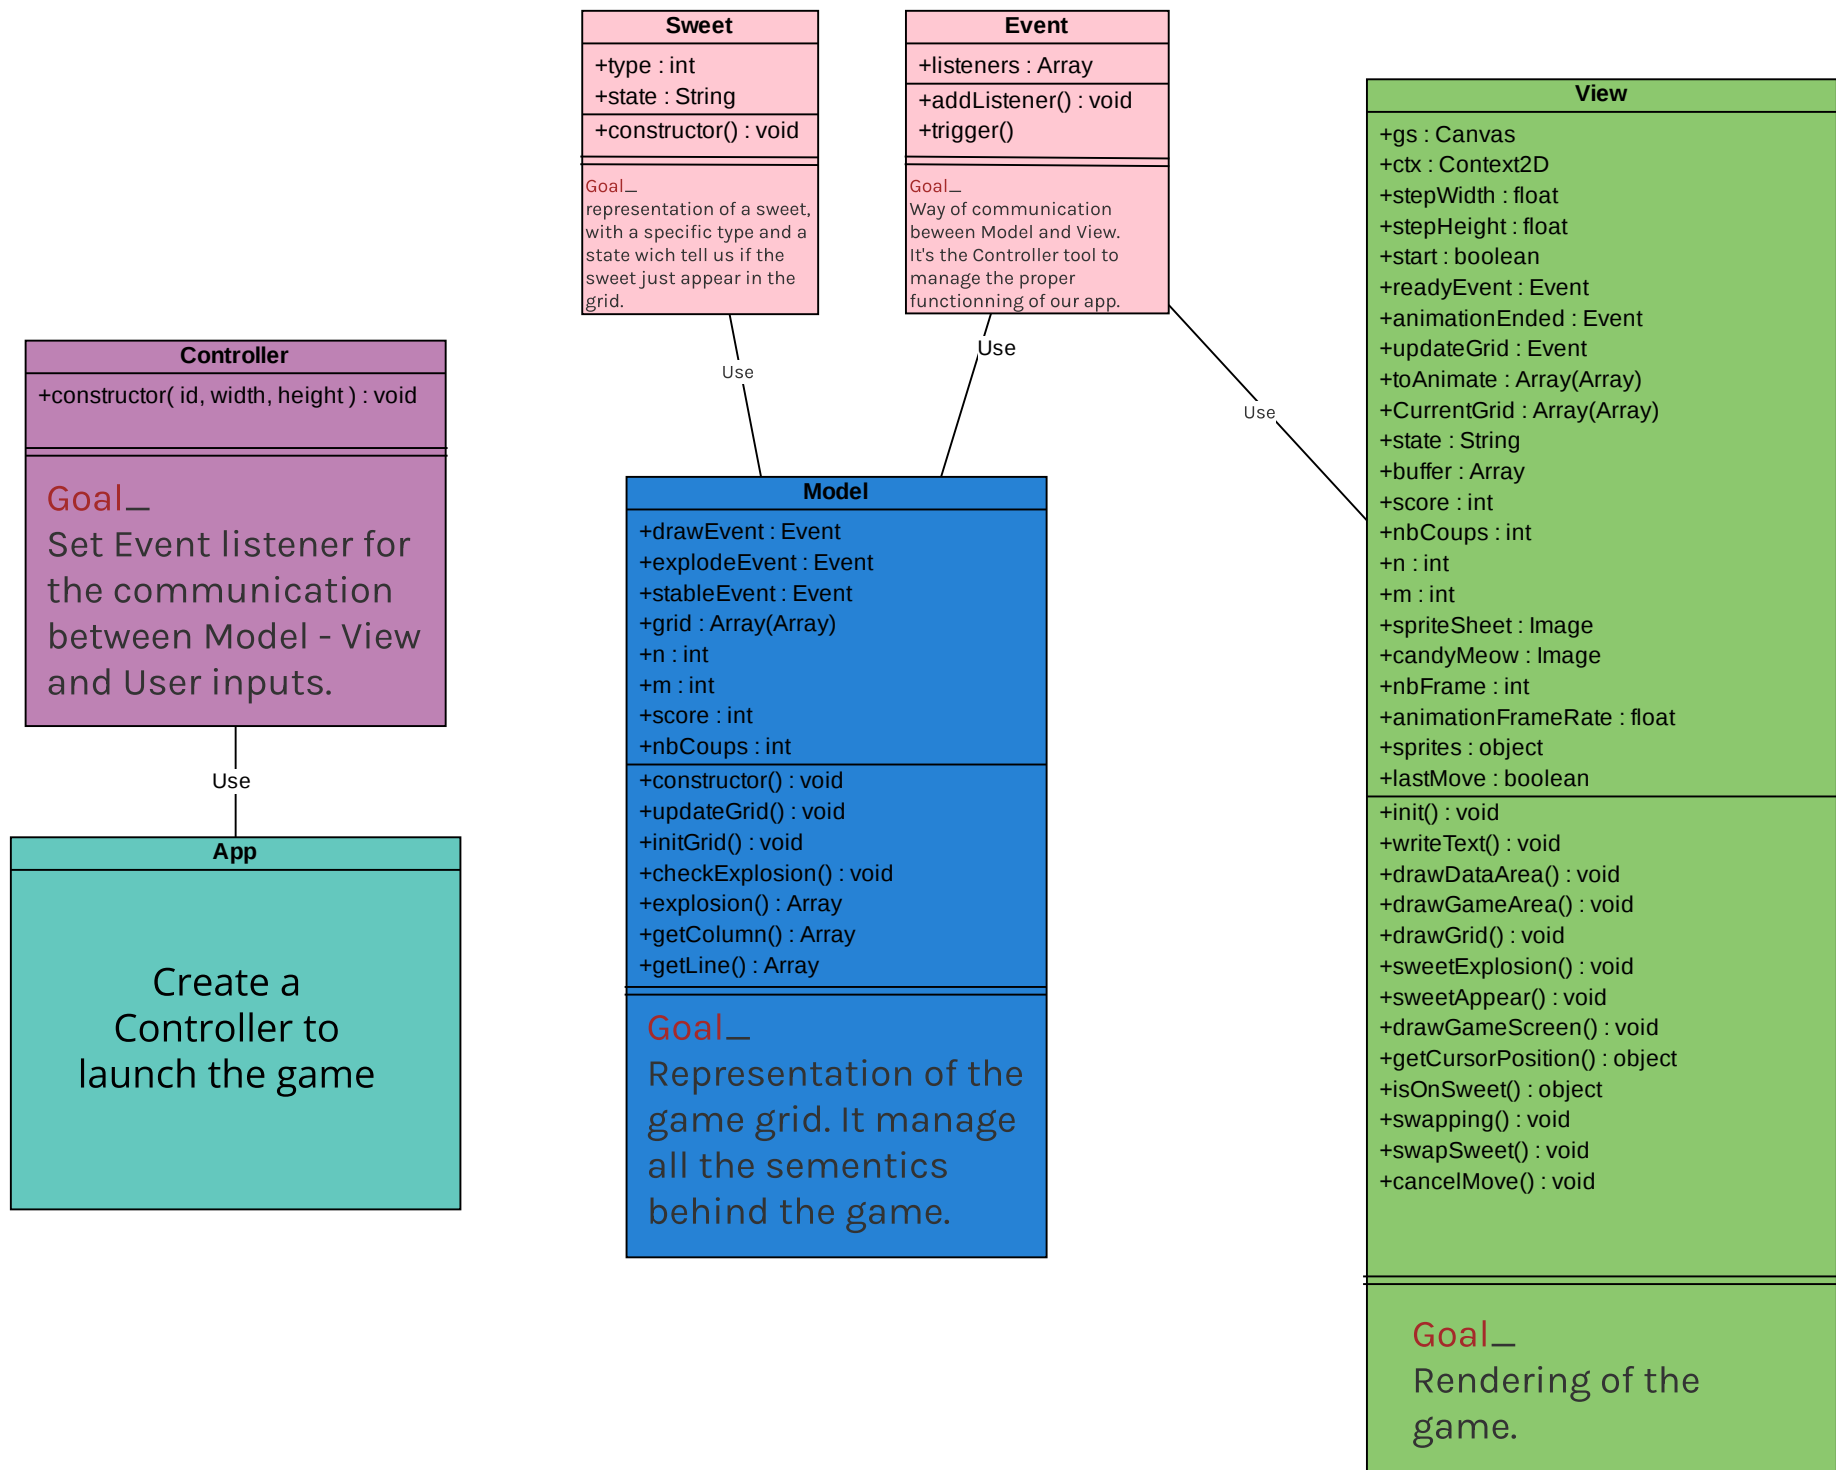 Sweet
+type : int
+state : String
+constructor() : void
Goal_
representation of a sweet,
with a specific type and a
state wich tell us if the
sweet just appear in the
grid.
Event
+listeners : Array
+addListener() : void
+trigger()
Goal_
Way of communication
beween Model and View.
It's the Controller tool to
manage the proper
functionning of our app.
Use
Use
Use
Controller
+constructor( id, width, height ) : void
Goal_
Set Event listener for
the communication
between Model - View
and User inputs.
Use
App
Create a
Controller to
launch the game
Model
+drawEvent : Event
+explodeEvent : Event
+stableEvent : Event
+grid : Array(Array)
+n : int
+m : int
+score : int
+nbCoups : int
+constructor() : void
+updateGrid() : void
+initGrid() : void
+checkExplosion() : void
+explosion() : Array
+getColumn() : Array
+getLine() : Array
Goal_
Representation of the
game grid. It manage
all the sementics
behind the game.
View
+gs : Canvas
+ctx : Context2D
+stepWidth : float
+stepHeight : float
+start : boolean
+readyEvent : Event
+animationEnded : Event
+updateGrid : Event
+toAnimate : Array(Array)
+CurrentGrid : Array(Array)
+state : String
+buffer : Array
+score : int
+nbCoups : int
+n : int
+m : int
+spriteSheet : Image
+candyMeow : Image
+nbFrame : int
+animationFrameRate : float
+sprites : object
+lastMove : boolean
+init() : void
+writeText() : void
+drawDataArea() : void
+drawGameArea() : void
+drawGrid() : void
+sweetExplosion() : void
+sweetAppear() : void
+drawGameScreen() : void
+getCursorPosition() : object
+isOnSweet() : object
+swapping() : void
+swapSweet() : void
+cancelMove() : void
Goal_
Rendering of the
game.